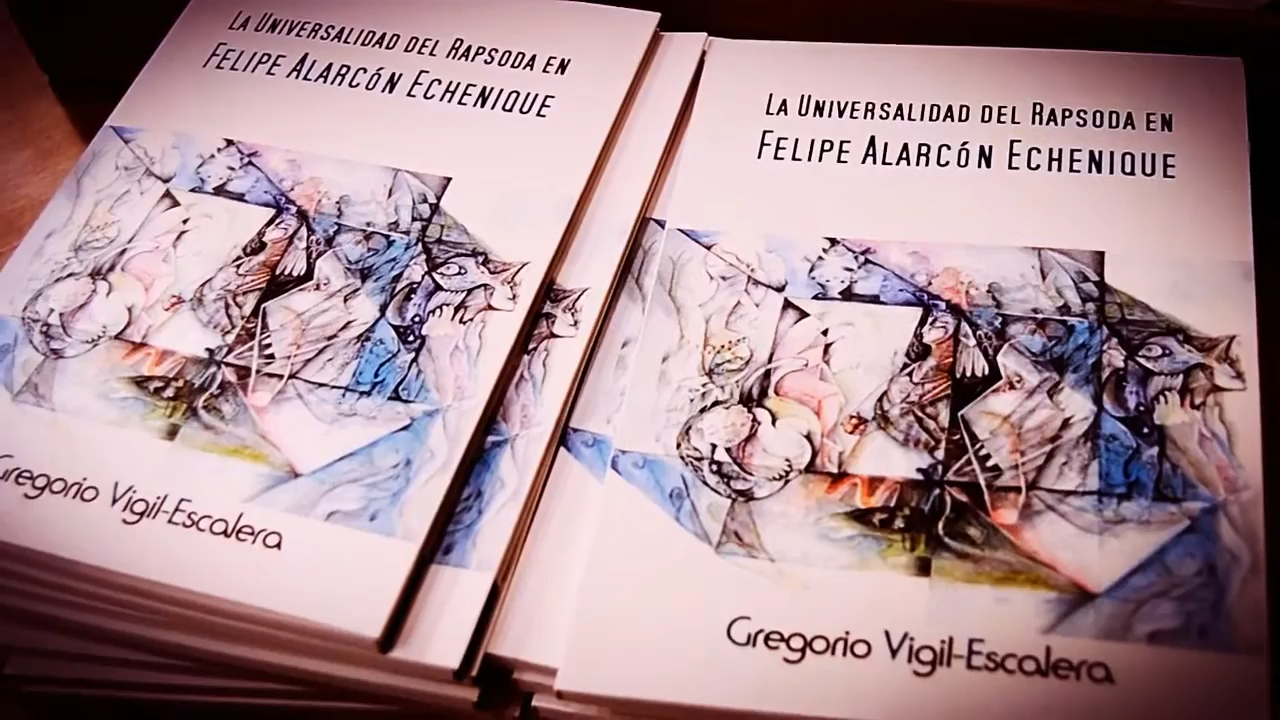 La Universalidad del Rapsoda en
Felipe Alarcón Echenique
Gregorio Vigil-Escalera
La Universalidad del Rapsoda en
Felipe Alarcón Echenique
Gregorio Vigil-Escalera